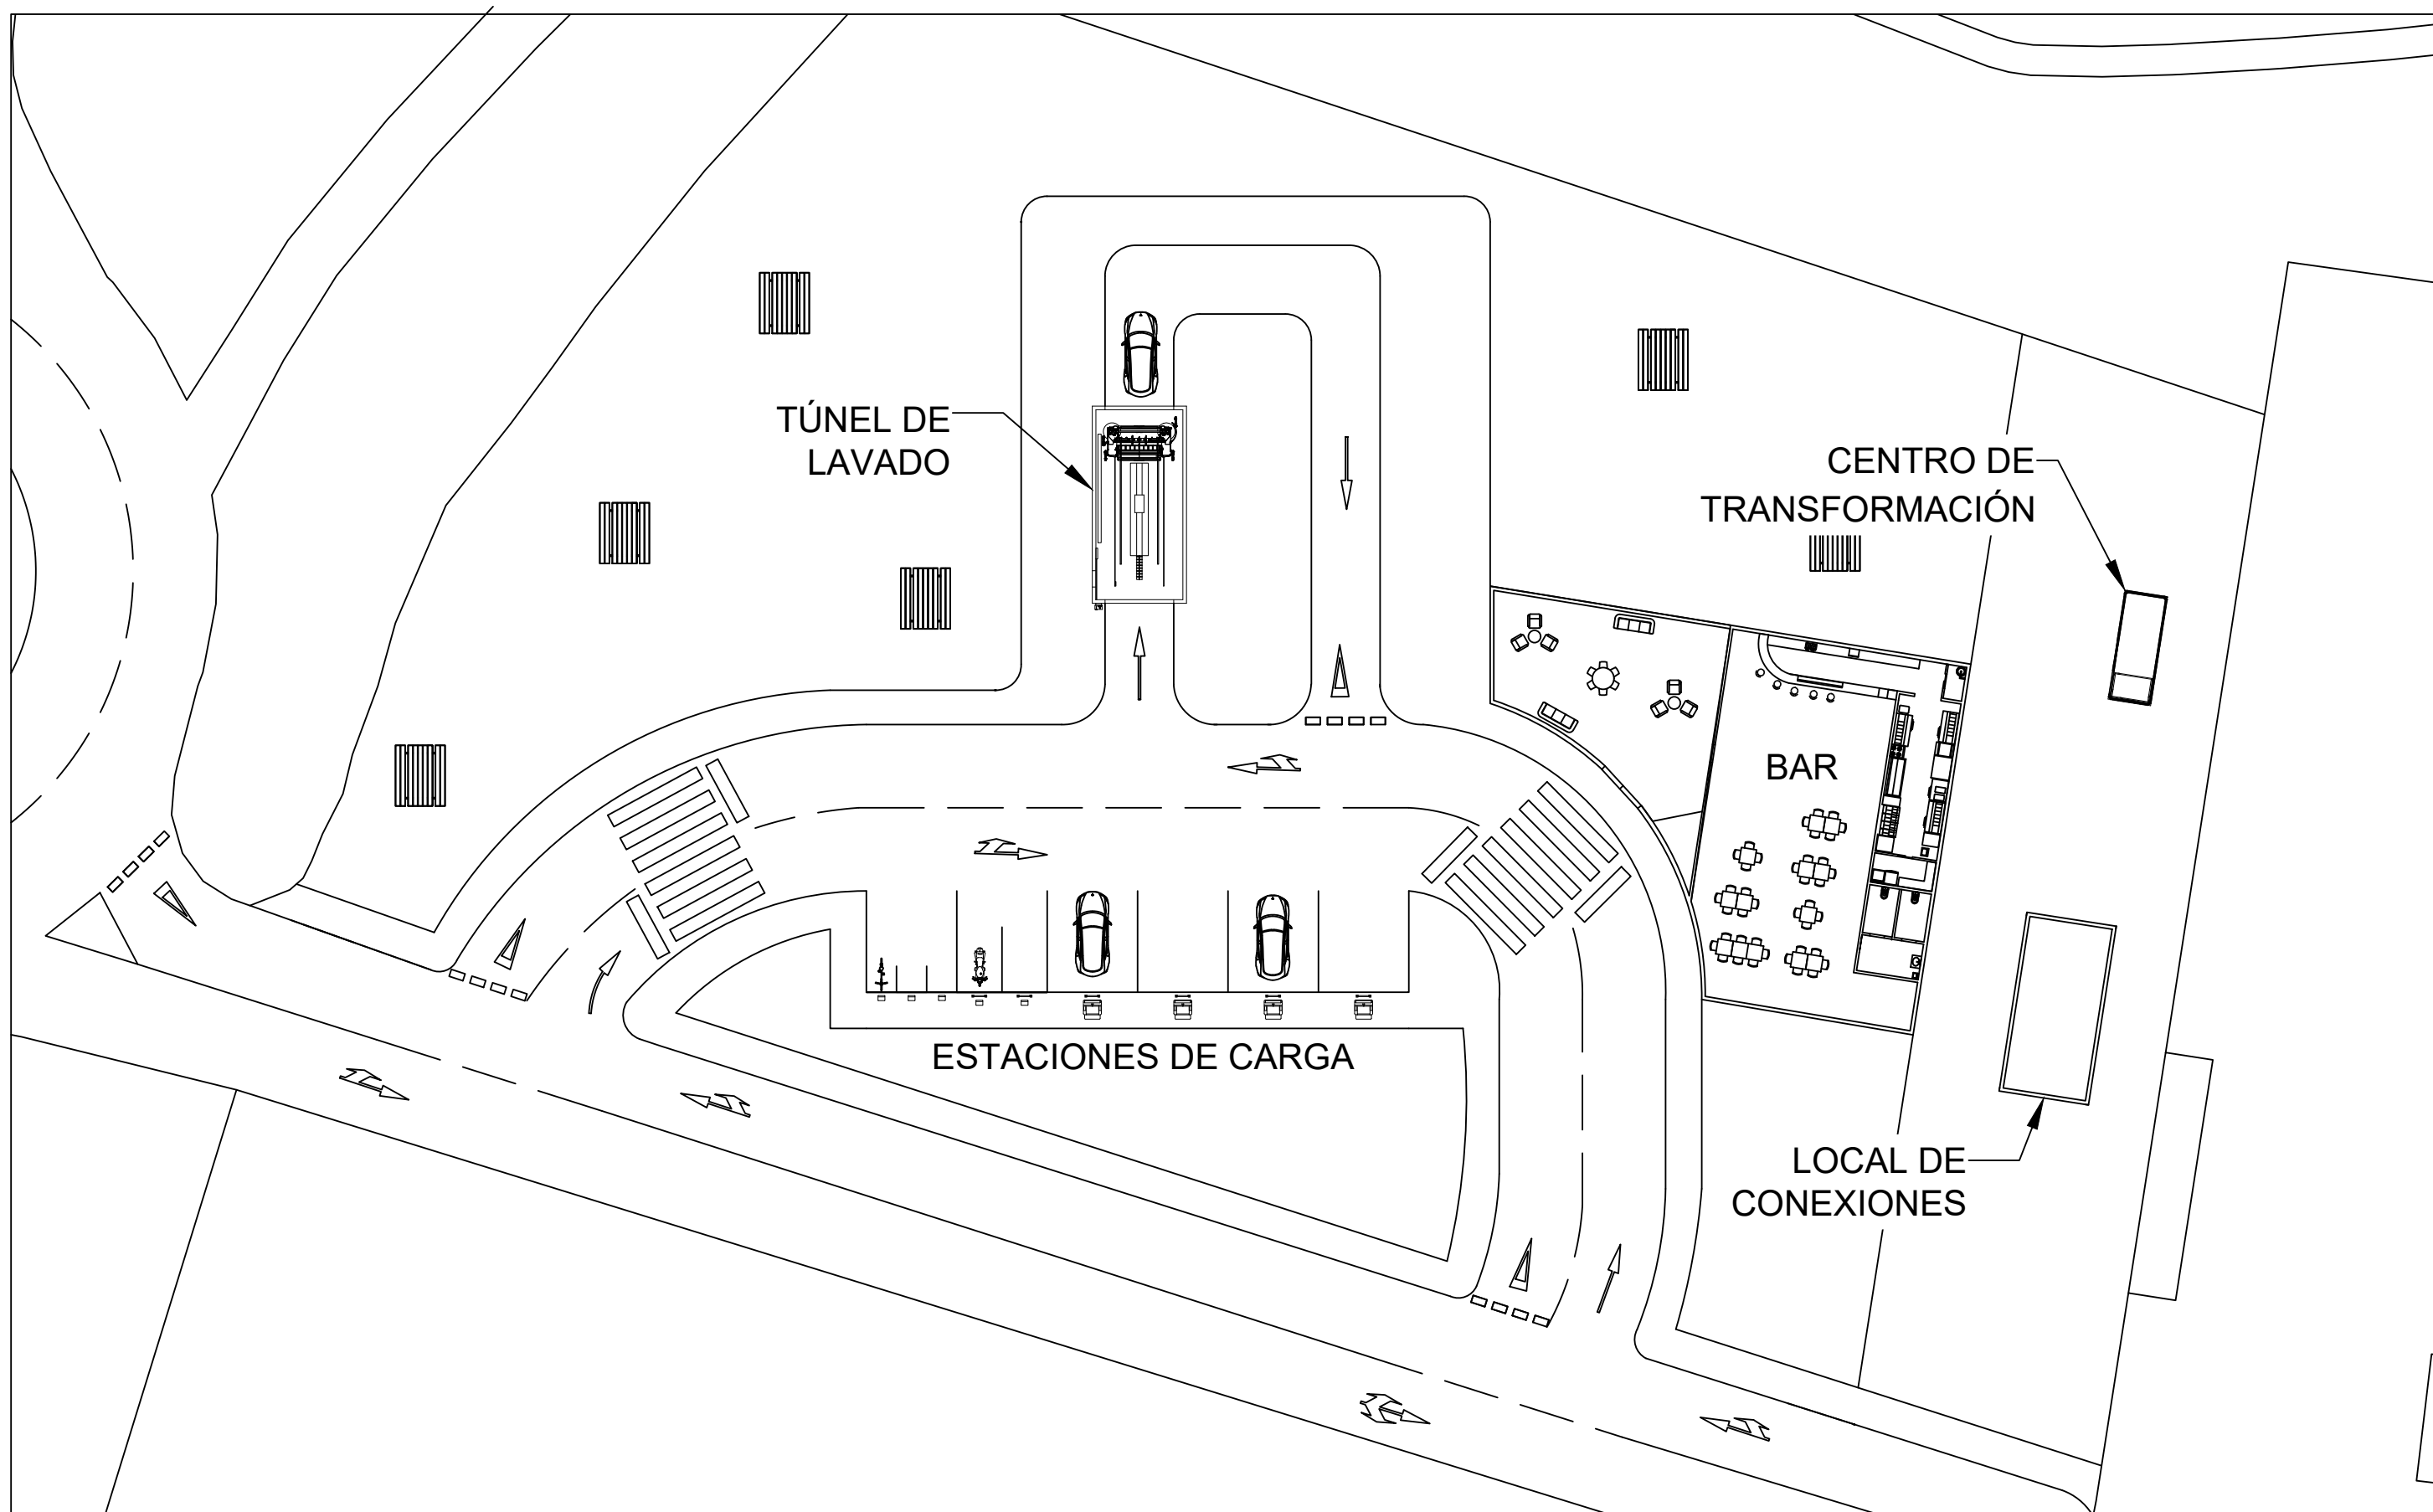 TÚNEL DE
LAVADO
CENTRO DE
TRANSFORMACIÓN
BAR
ESTACIONES DE CARGA
LOCAL DE
CONEXIONES